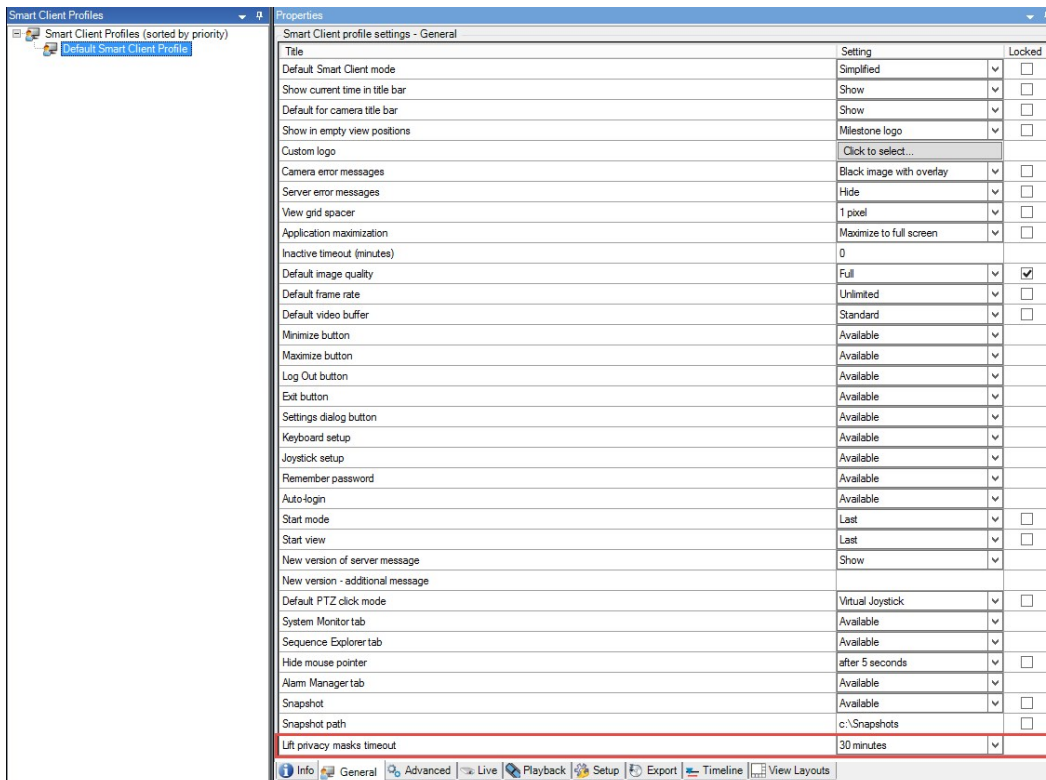 Smart Client Profiles
Properties
Smart Client Profiles (sorted by priority)
Default Smart Client Profile
Smart Client profile settings - General
Title Setting Locked
Default Smart Client mode Simplified
Show current time in title bar Show
Default for camera title bar Show
Show in empty view positions Milestone logo
Custom logo Click to select...
Camera error messages Black image with overlay
Server error messages Hide
View grid spacer 1 pixel
Application maximization Maximize to full screen
Inactive timeout (minutes) 0
Default image quality Full
Default frame rate Unlimited
Default video buffer Standard
Minimize button Available
Maximize button Available
Log Out button Available
Exit button Available
Settings dialog button Available
Keyboard setup Available
Joystick setup Available
Remember password Available
Auto-login Available
Start mode Last
Start view Last
New version of server message Show
New version - additional message
Default PTZ click mode Virtual Joystick
System Monitor tab Available
Sequence Explorer tab Available
Hide mouse pointer after 5 seconds
Alarm Manager tab Available
Snapshot Available
Snapshot path c:\Snapshots
Lift privacy masks timeout 30 minutes
Info General Advanced Live Playback Setup Export Timeline View Layouts